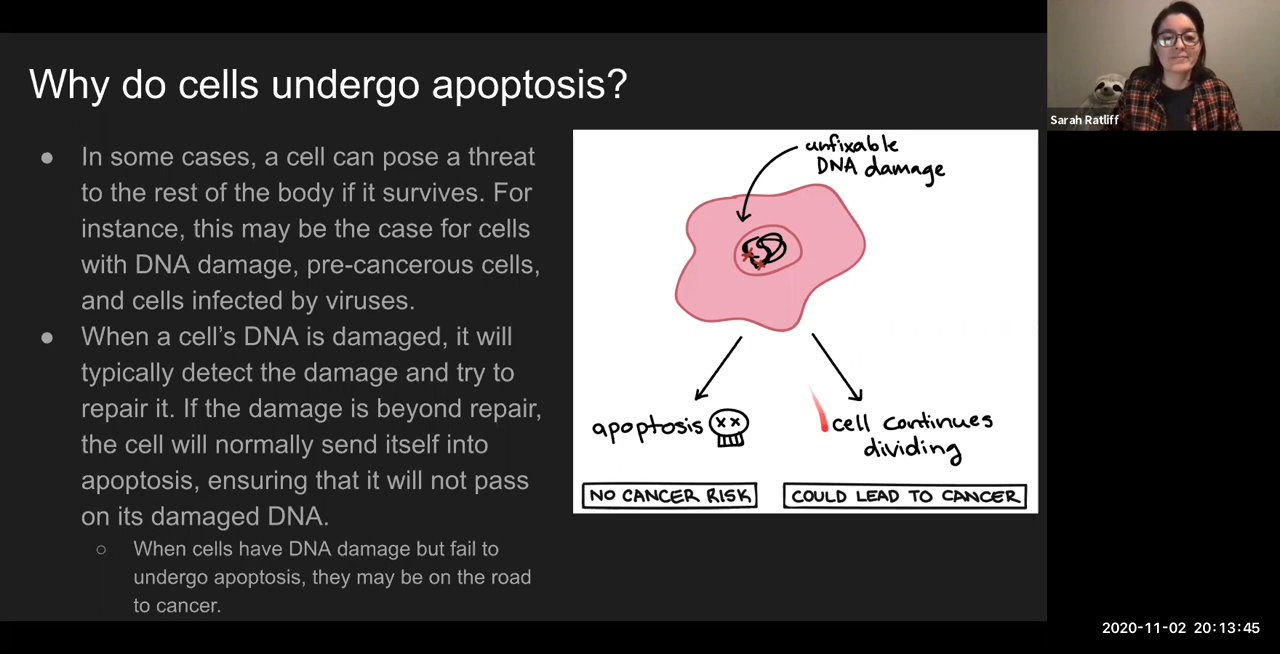 Why do cells undergo apoptosis?
● In some cases, a cell can pose a threat
to the rest of the body if it survives. For
instance, this may be the case for cells
with DNA damage, pre-cancerous cells,
and cells infected by viruses.
● When a cell’s DNA is damaged, it will
typically detect the damage and try to
repair it. If the damage is beyond repair,
the cell will normally send itself into
apoptosis, ensuring that it will not pass
on its damaged DNA.
○ When cells have DNA damage but fail to
undergo apoptosis, they may be on the road
to cancer.
unfixable
DNA damage
apoptosis
cell continues
dividing
NO CANCER RISK
COULD LEAD TO CANCER
Sarah Ratliff
2020-11-02 20:13:45